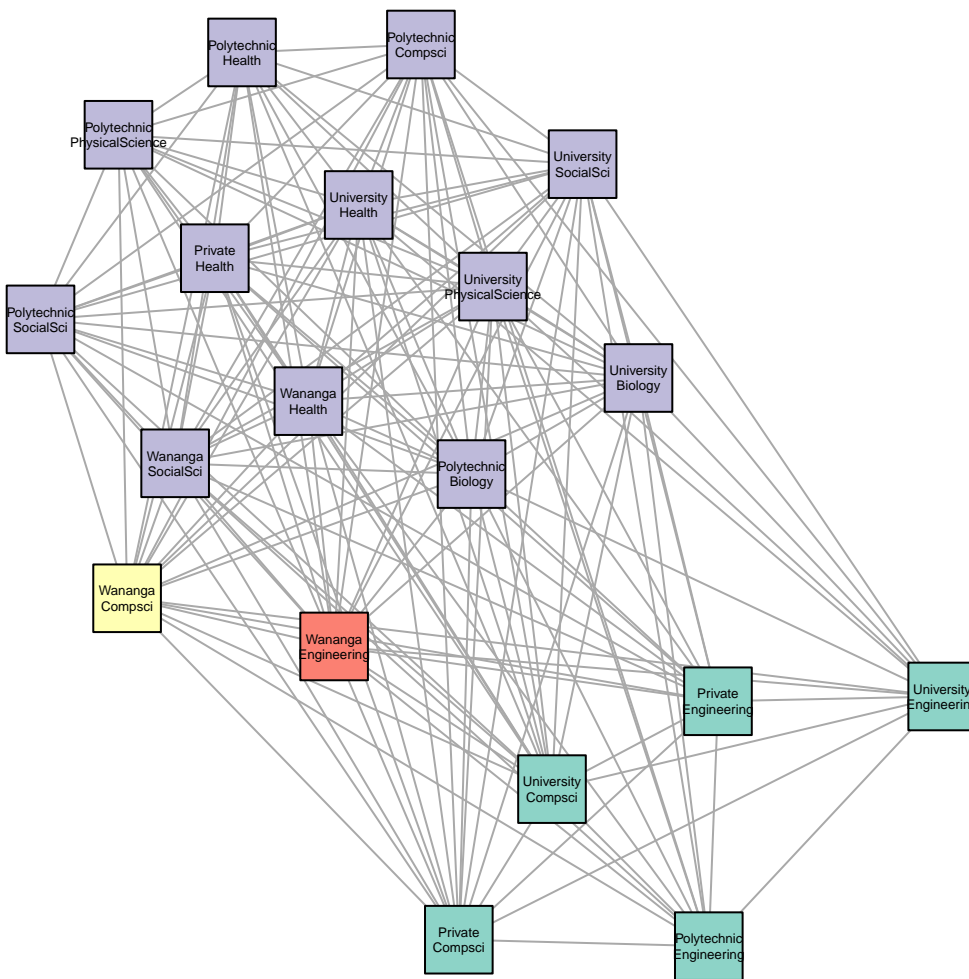 Polytechnic
Health
Polytechnic
Compsci
Polytechnic
PhysicalScience
University
SocialSci
University
Health
Private
Health
University
PhysicalScience
Polytechnic
SocialSci
University
Biology
Wananga
Health
Wananga
SocialSci
Polytechnic
Biology
Wananga
Compsci
Wananga
Engineering
Private
Engineering
University
Engineering
University
Compsci
Private
Compsci
Polytechnic
Engineering